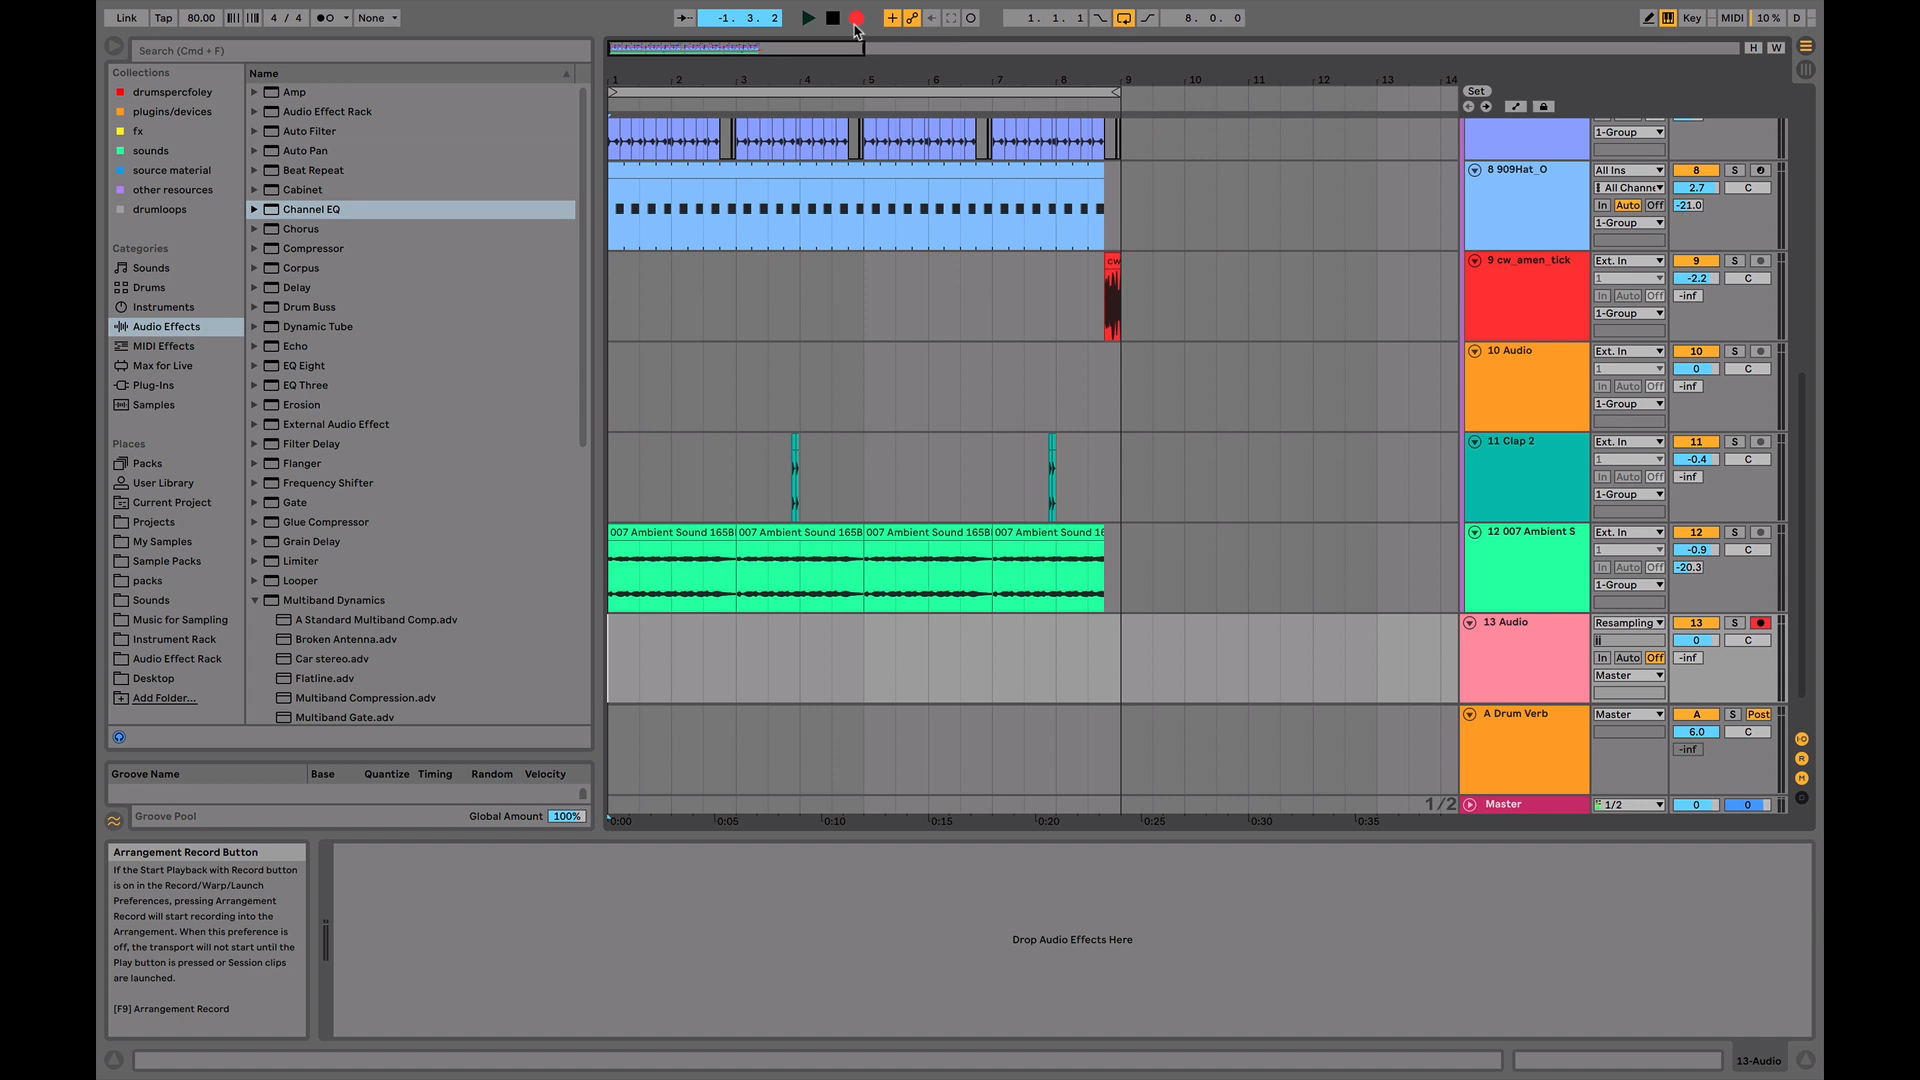 Link Tap 80.00 4 / 4 None -1. 3. 2 1. 1. 1 8. 0. 0 Key MIDI 10 % D
Search (Cmd + F)
H W
Collections
drumspercfoley
plugins/devices
fx
sounds
source material
other resources
drumloops
Categories
Sounds
Drums
Instruments
Audio Effects
MIDI Effects
Max for Live
Plug-Ins
Samples
Places
Packs
User Library
Current Project
Projects
My Samples
Sample Packs
packs
Sounds
Music for Sampling
Instrument Rack
Audio Effect Rack
Desktop
Add Folder...
Name
Amp
Audio Effect Rack
Auto Filter
Auto Pan
Beat Repeat
Cabinet
Channel EQ
Chorus
Compressor
Corpus
Delay
Drum Buss
Dynamic Tube
Echo
EQ Eight
EQ Three
Erosion
External Audio Effect
Filter Delay
Flanger
Frequency Shifter
Gate
Glue Compressor
Grain Delay
Limiter
Looper
Multiband Dynamics
A Standard Multiband Comp.adv
Broken Antenna.adv
Car stereo.adv
Flatline.adv
Multiband Compression.adv
Multiband Gate.adv
1 2 3 4 5 6 7 8 9 10 11 12 13 14
Set
1-Group
8 909Hat_O All Ins 8 S
All Channe 2.7 C
In Auto Off -21.0
1-Group
cw
9 cw_amen_tick Ext. In 9 S
1 -2.2 C
In Auto Off -inf
1-Group
10 Audio Ext. In 10 S
1 0 C
In Auto Off -inf
1-Group
11 Clap 2 Ext. In 11 S
1 -0.4 C
In Auto Off -inf
1-Group
007 Ambient Sound 165B 007 Ambient Sound 165B 007 Ambient Sound 165B 007 Ambient Sound 16
12 007 Ambient S Ext. In 12 S
1 -0.9 C
In Auto Off -20.3
1-Group
13 Audio Resampling 13 S
0 C
In Auto Off -inf
Master
A Drum Verb Master A S Post
6.0 C
-inf
1/2 Master 1/2 0 0
0:00 0:05 0:10 0:15 0:20 0:25 0:30 0:35
I·O
R
M
D
Groove Name Base Quantize Timing Random Velocity
Groove Pool Global Amount 100%
Arrangement Record Button
If the Start Playback with Record button
is on in the Record/Warp/Launch
Preferences, pressing Arrangement
Record will start recording into the
Arrangement. When this preference is
off, the transport will not start until the
Play button is pressed or Session clips
are launched.
[F9] Arrangement Record
Drop Audio Effects Here
13-Audio